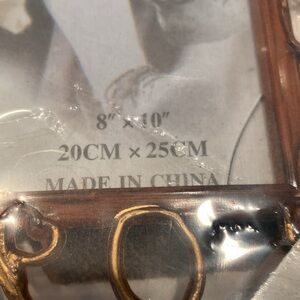 8" × 10"
20CM × 25CM
MADE IN CHINA